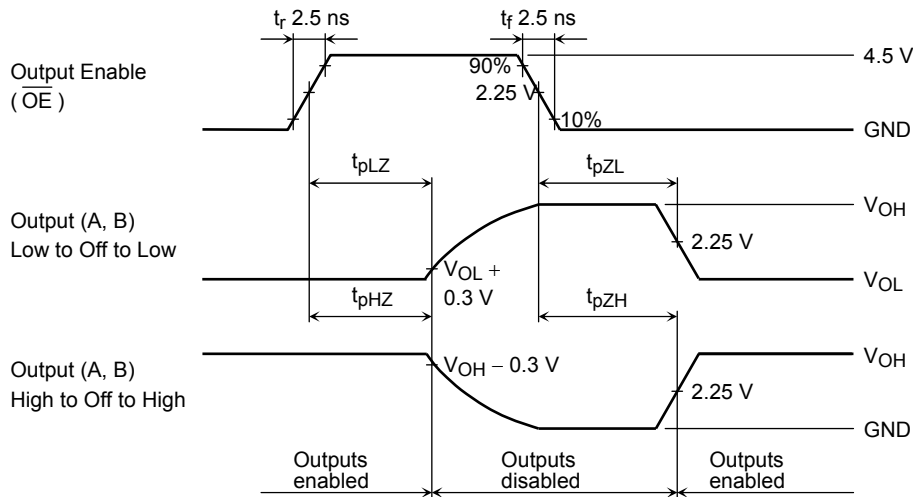 tr 2.5 ns
tf 2.5 ns
Output Enable
( OE )
90%
2.25 V
10%
4.5 V
GND
tpLZ
tpZL
Output (A, B)
Low to Off to Low
VOL +
0.3 V
2.25 V
VOH
VOL
tpHZ
tpZH
Output (A, B)
High to Off to High
VOH − 0.3 V
2.25 V
VOH
GND
Outputs
enabled
Outputs
disabled
Outputs
enabled